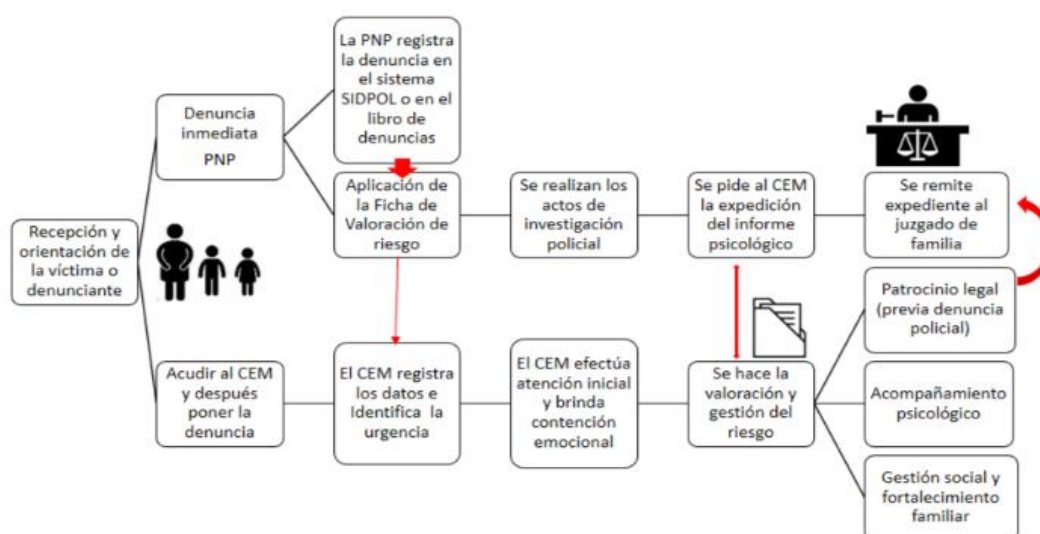 La PNP registra
la denuncia en
el sistema
SIDPOL o en el
libro de
denuncias
Denuncia
inmediata
PNP
Aplicación de
la Ficha de
Valoración de
riesgo
Se realizan los
actos de
investigación
policial
Se pide al CEM
la expedición
del informe
psicológico
Se remite
expediente al
juzgado de
familia
Recepción y
orientación de
la víctima o
denunciante
Patrocinio legal
(previa denuncia
policial)
Acudir al CEM
y después
poner la
denuncia
El CEM registra
los datos e
Identifica la
urgencia
El CEM efectúa
atención inicial
y brinda
contención
emocional
Se hace la
valoración y
gestión del
riesgo
Acompañamiento
psicológico
Gestión social y
fortalecimiento
familiar